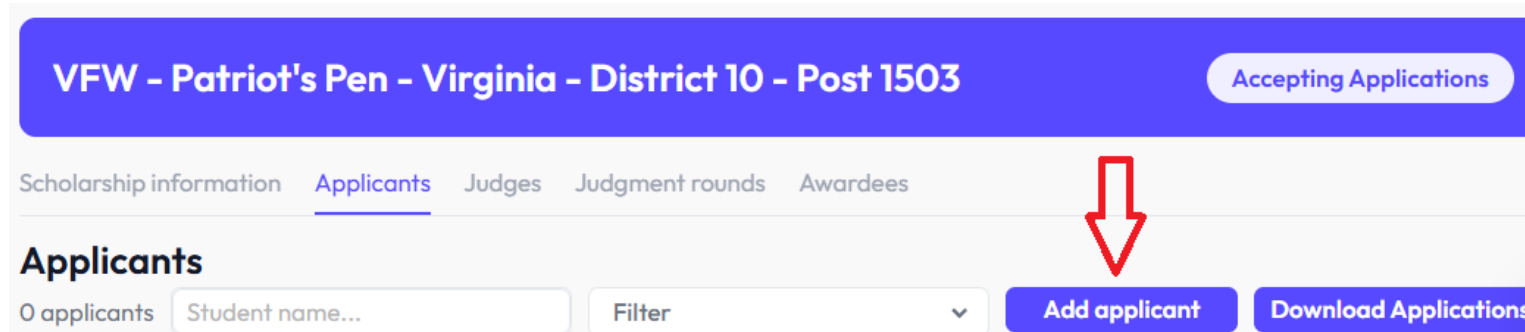 VFW - Patriot's Pen - Virginia - District 10 - Post 1503
Accepting Applications
Scholarship information Applicants Judges Judgment rounds Awardees
Applicants
0 applicants Student name... Filter Add applicant Download Applications